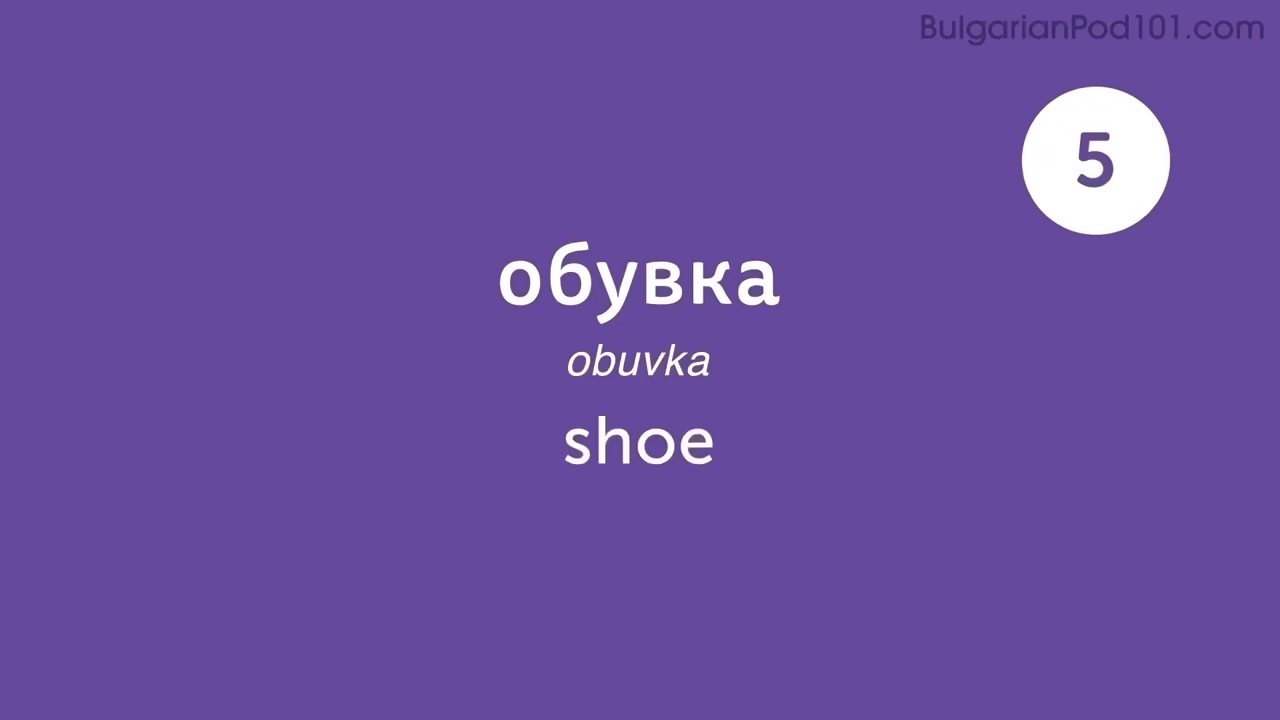 BulgarianPod101.com
5
обувка
obuvka
shoe